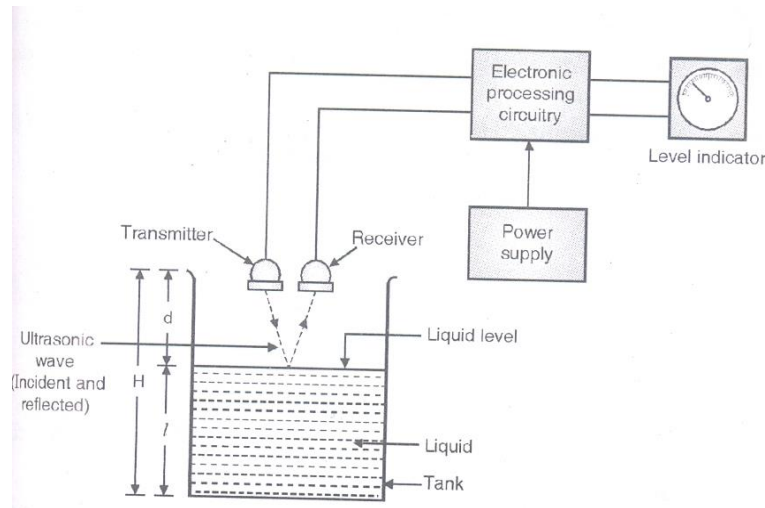 Electronic
processing
circuitry
Level indicator
Power
supply
Transmitter
Receiver
d
Ultrasonic
wave
(Incident and
reflected)
H
l
Liquid level
Liquid
Tank